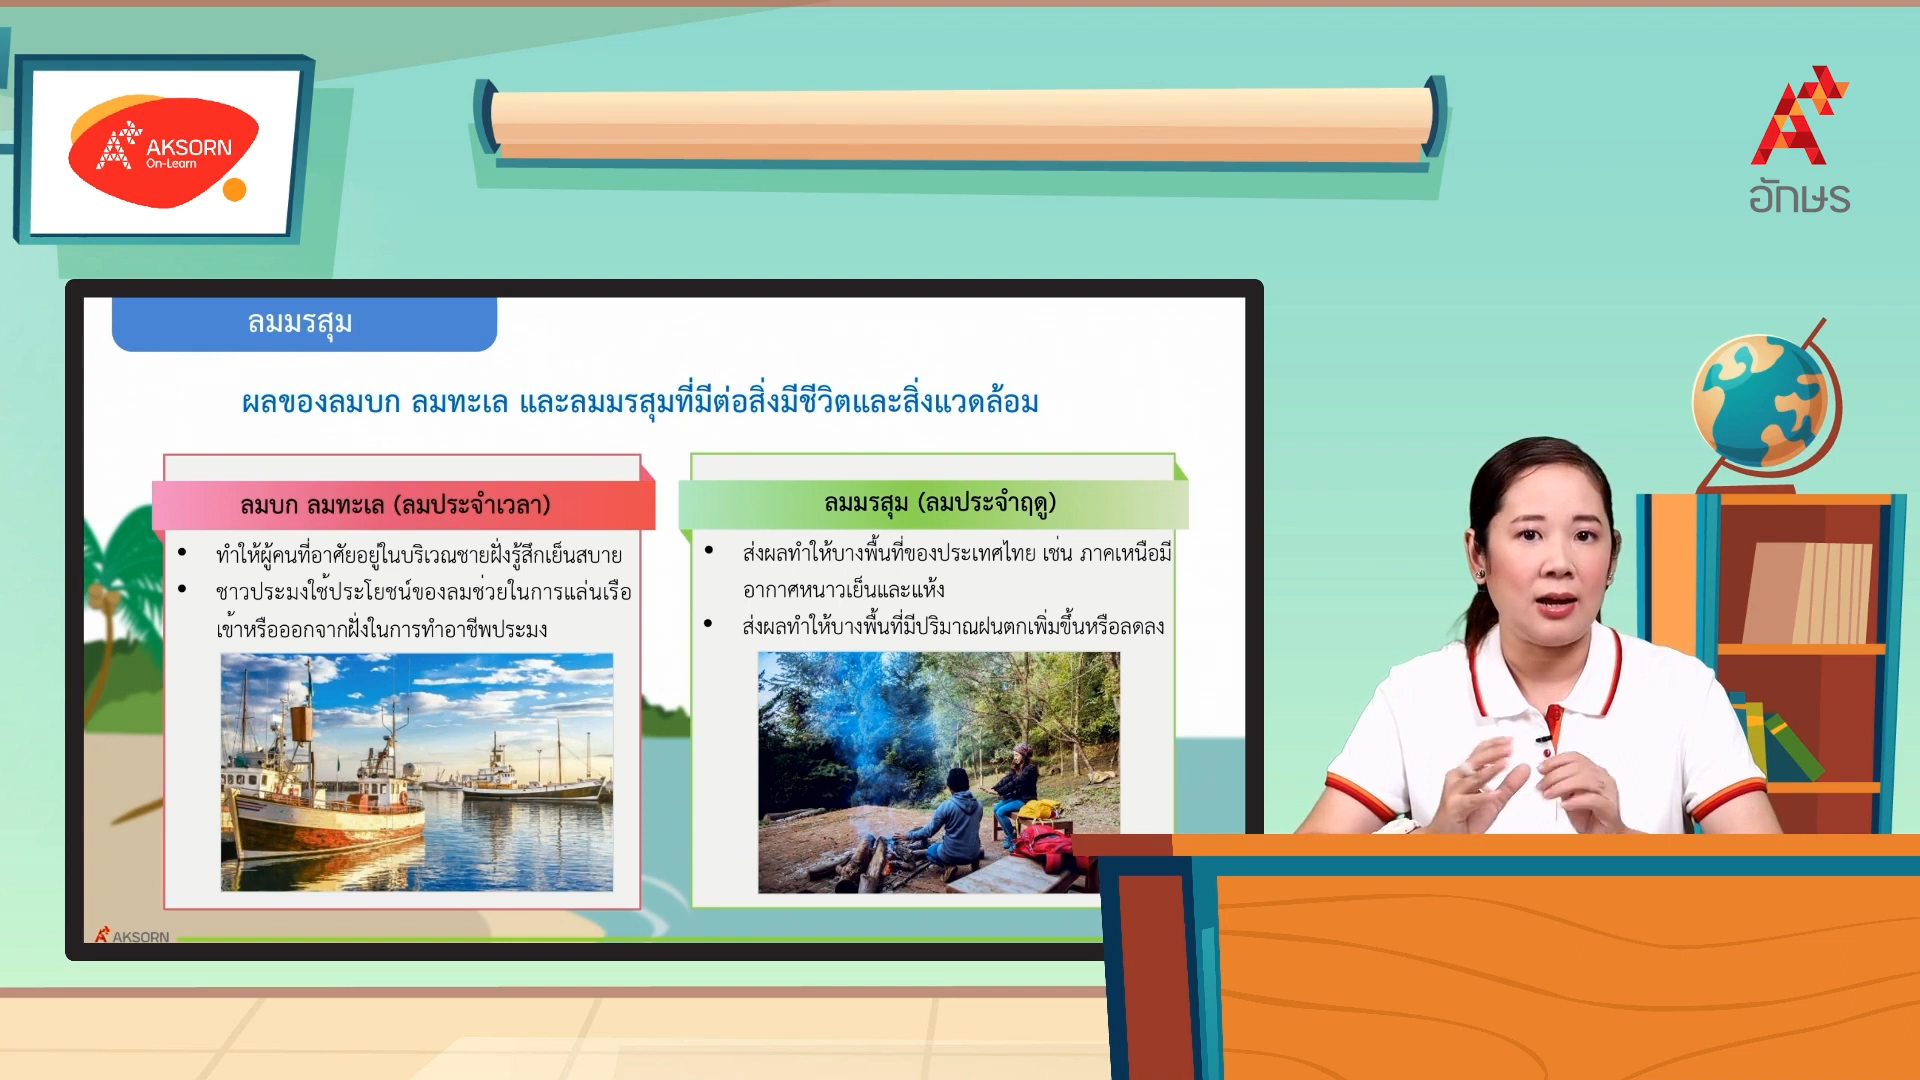 AKSORN
On-Learn
อักษร
ลมมรสุม
ผลของลมบก ลมทะเล และลมมรสุมที่มีต่อสิ่งมีชีวิตและสิ่งแวดล้อม
ลมบก ลมทะเล (ลมประจำเวลา)
• ทำให้ผู้คนที่อาศัยอยู่ในบริเวณชายฝั่งรู้สึกเย็นสบาย
• ชาวประมงใช้ประโยชน์ของลมช่วยในการแล่นเรือ
เข้าหรือออกจากฝั่งในการทำอาชีพประมง
ลมมรสุม (ลมประจำฤดู)
• ส่งผลทำให้บางพื้นที่ของประเทศไทย เช่น ภาคเหนือมี
อากาศหนาวเย็นและแห้ง
• ส่งผลทำให้บางพื้นที่มีปริมาณฝนตกเพิ่มขึ้นหรือลดลง
AKSORN